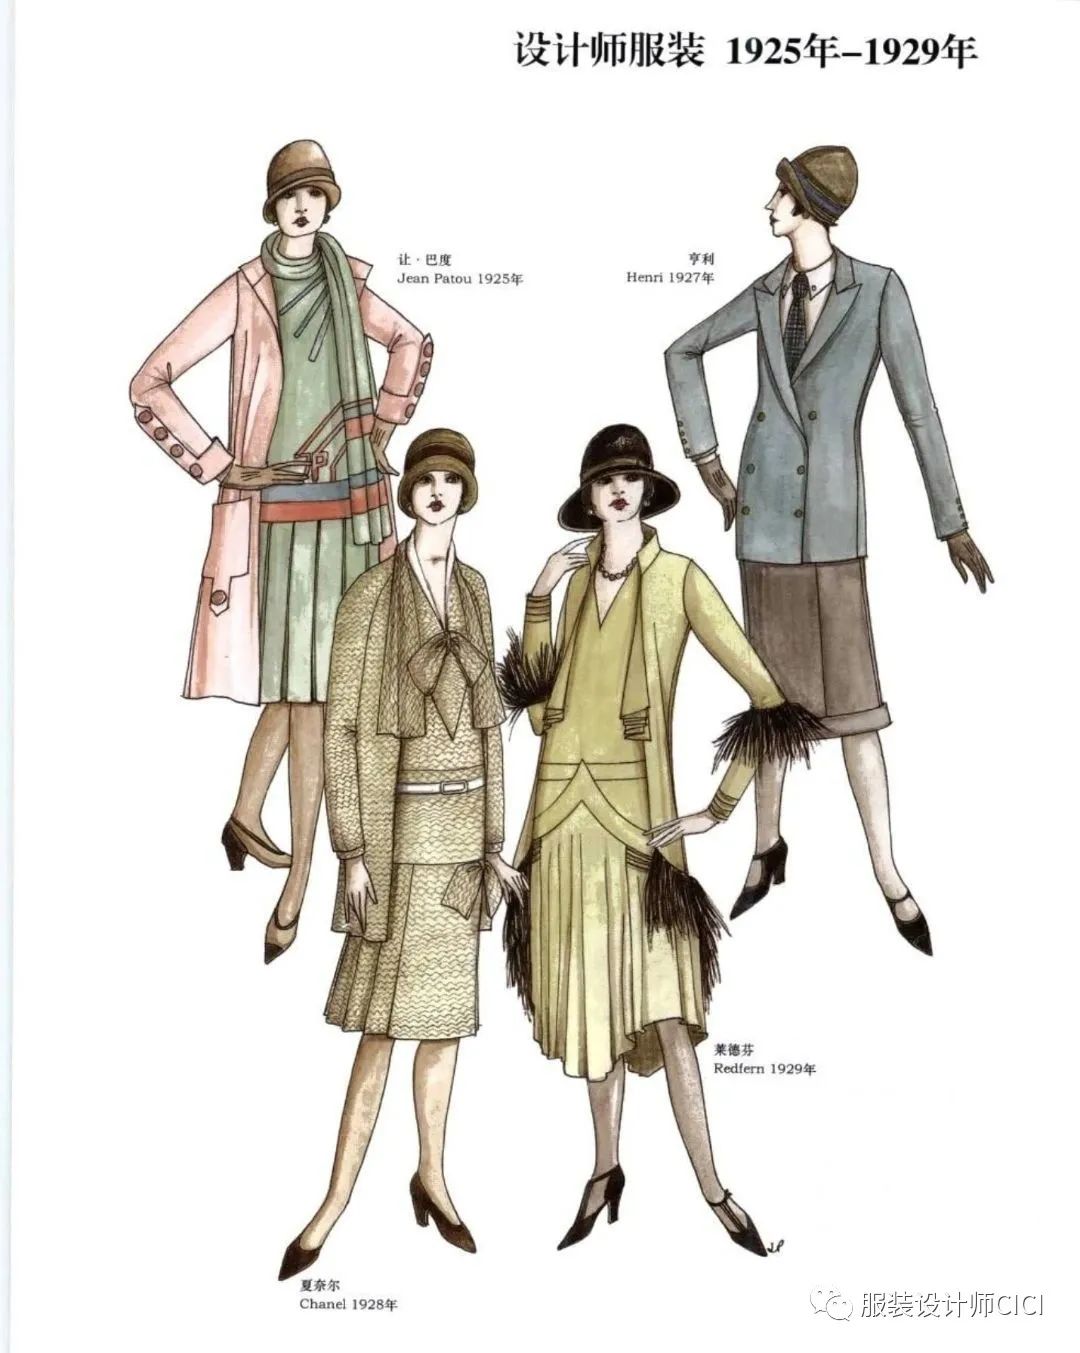 设计师服装 1925年-1929年
让·巴度
Jean Patou 1925年
亨利
Henri 1927年
P
莱德芬
Redfern 1929年
JP
夏奈尔
Chanel 1928年
服装设计师CICI